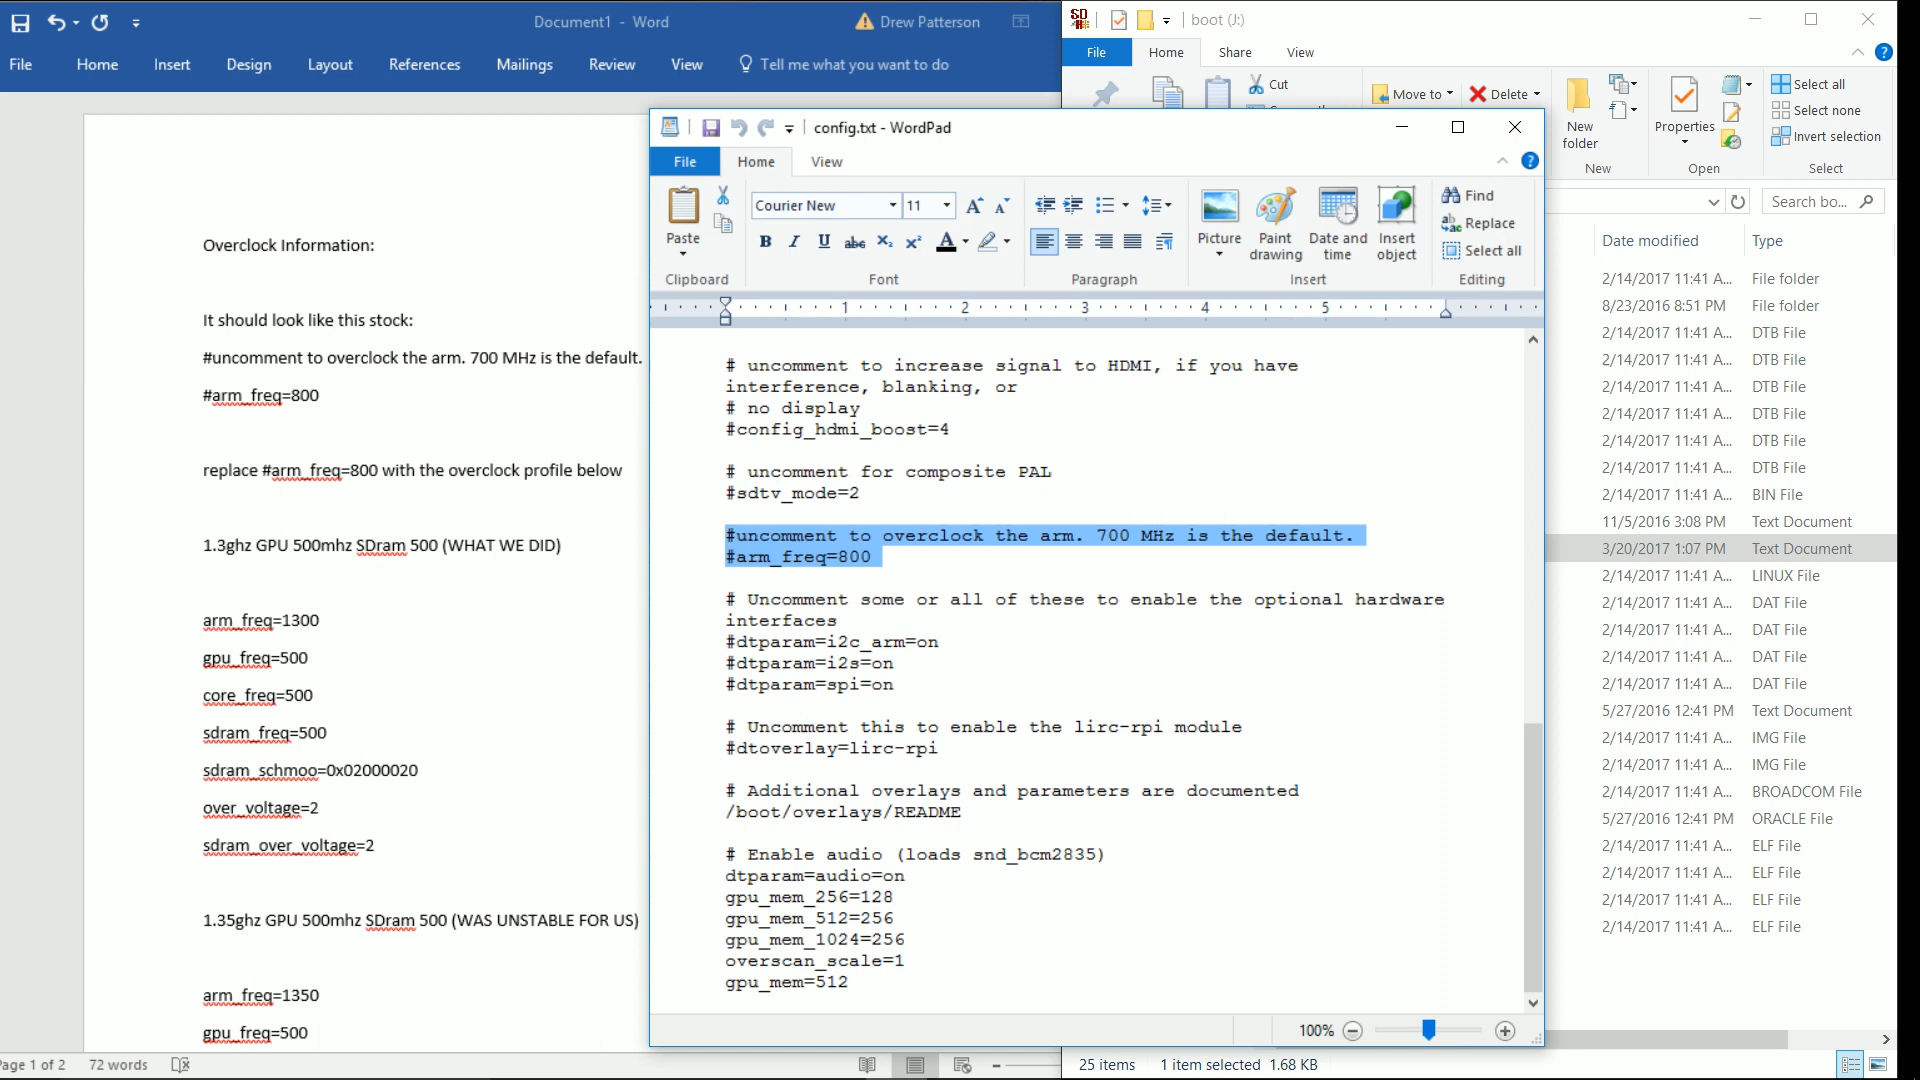 Document1 - Word
Drew Patterson
File Home Insert Design Layout References Mailings Review View Tell me what you want to do
Overclock Information:
It should look like this stock:
#uncomment to overclock the arm. 700 MHz is the default.
#arm_freq=800
replace #arm_freq=800 with the overclock profile below
1.3ghz GPU 500mhz SDram 500 (WHAT WE DID)
arm_freq=1300
gpu_freq=500
core_freq=500
sdram_freq=500
sdram_schmoo=0x02000020
over_voltage=2
sdram_over_voltage=2
1.35ghz GPU 500mhz SDram 500 (WAS UNSTABLE FOR US)
arm_freq=1350
gpu_freq=500
Page 1 of 2 72 words
config.txt - WordPad
File Home View
Paste
Clipboard
Courier New 11
B I U abc X₂ X²
Font
Paragraph
Picture
Paint drawing
Date and time
Insert object
Insert
Find
Replace
Select all
Editing
1 2 3 4 5
# uncomment to increase signal to HDMI, if you have
interference, blanking, or
# no display
#config_hdmi_boost=4
# uncomment for composite PAL
#sdtv_mode=2
#uncomment to overclock the arm. 700 MHz is the default.
#arm_freq=800
# Uncomment some or all of these to enable the optional hardware
interfaces
#dtparam=i2c_arm=on
#dtparam=i2s=on
#dtparam=spi=on
# Uncomment this to enable the lirc-rpi module
#dtoverlay=lirc-rpi
# Additional overlays and parameters are documented
/boot/overlays/README
# Enable audio (loads snd_bcm2835)
dtparam=audio=on
gpu_mem_256=128
gpu_mem_512=256
gpu_mem_1024=256
overscan_scale=1
gpu_mem=512
100%
boot (J:)
File Home Share View
Cut
Move to
Delete
New
folder
New
Properties
Open
Select all
Select none
Invert selection
Select
Search bo...
Date modified Type
2/14/2017 11:41 A... File folder
8/23/2016 8:51 PM File folder
2/14/2017 11:41 A... DTB File
2/14/2017 11:41 A... DTB File
2/14/2017 11:41 A... DTB File
2/14/2017 11:41 A... DTB File
2/14/2017 11:41 A... DTB File
2/14/2017 11:41 A... DTB File
2/14/2017 11:41 A... BIN File
11/5/2016 3:08 PM Text Document
3/20/2017 1:07 PM Text Document
2/14/2017 11:41 A... LINUX File
2/14/2017 11:41 A... DAT File
2/14/2017 11:41 A... DAT File
2/14/2017 11:41 A... DAT File
2/14/2017 11:41 A... DAT File
5/27/2016 12:41 PM Text Document
2/14/2017 11:41 A... IMG File
2/14/2017 11:41 A... IMG File
2/14/2017 11:41 A... BROADCOM File
5/27/2016 12:41 PM ORACLE File
2/14/2017 11:41 A... ELF File
2/14/2017 11:41 A... ELF File
2/14/2017 11:41 A... ELF File
2/14/2017 11:41 A... ELF File
25 items 1 item selected 1.68 KB